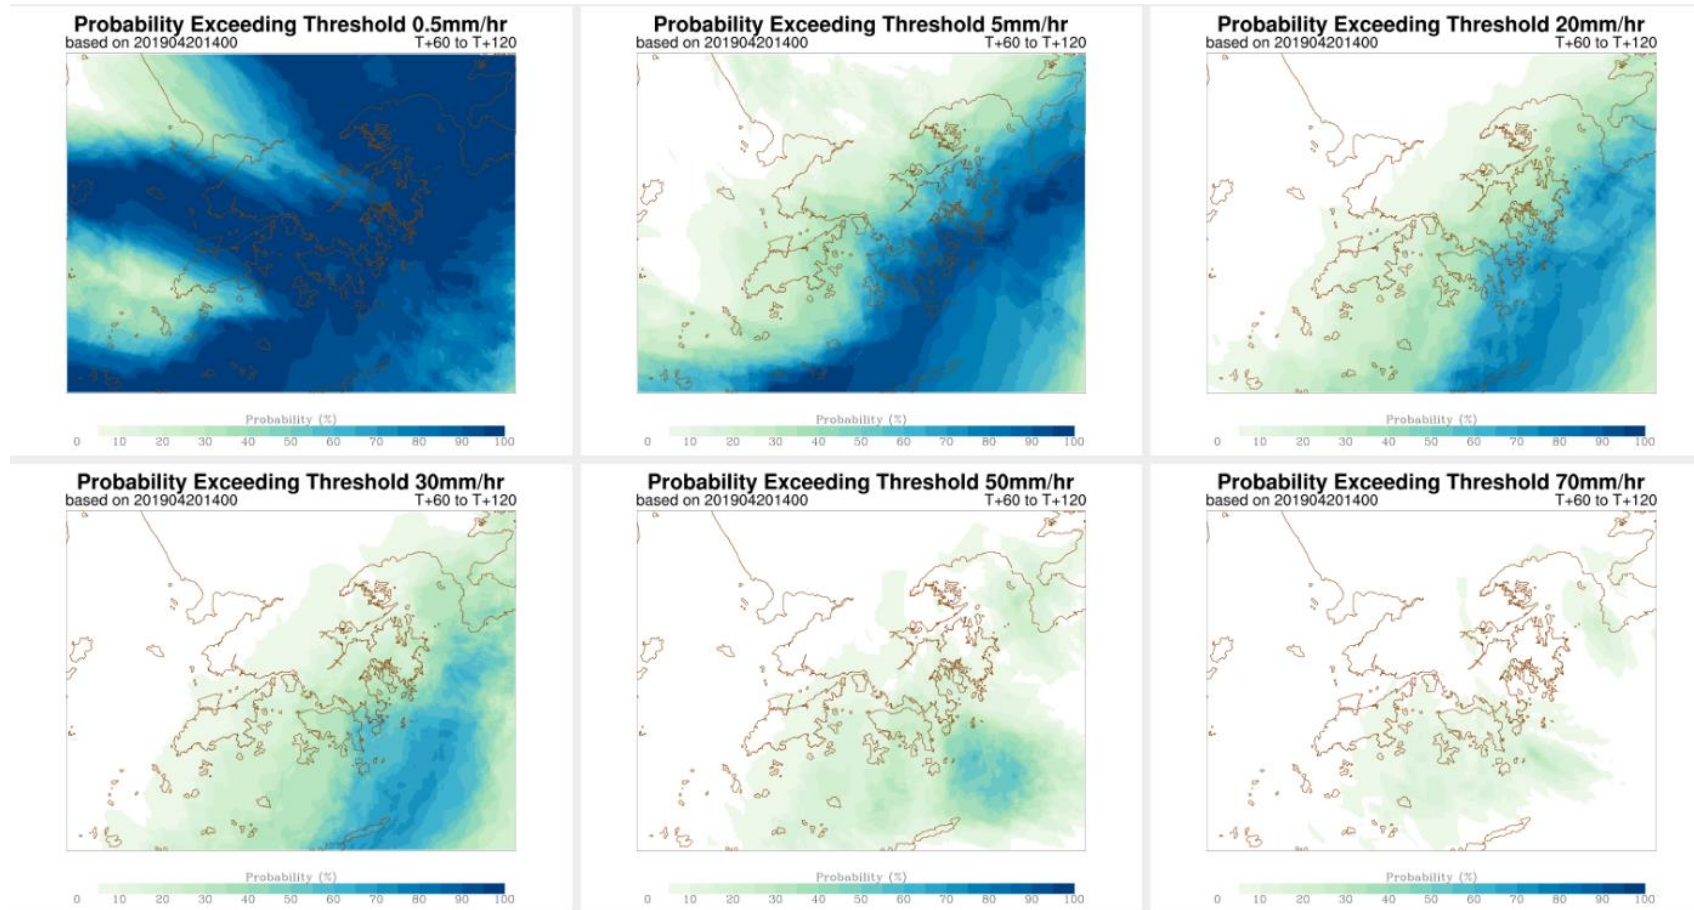 Probability Exceeding Threshold 0.5mm/hr
based on 201904201400 T+60 to T+120
Probability (%)
0 10 20 30 40 50 60 70 80 90 100
Probability Exceeding Threshold 5mm/hr
based on 201904201400 T+60 to T+120
Probability (%)
0 10 20 30 40 50 60 70 80 90 100
Probability Exceeding Threshold 20mm/hr
based on 201904201400 T+60 to T+120
Probability (%)
0 10 20 30 40 50 60 70 80 90 100
Probability Exceeding Threshold 30mm/hr
based on 201904201400 T+60 to T+120
Probability (%)
0 10 20 30 40 50 60 70 80 90 100
Probability Exceeding Threshold 50mm/hr
based on 201904201400 T+60 to T+120
Probability (%)
0 10 20 30 40 50 60 70 80 90 100
Probability Exceeding Threshold 70mm/hr
based on 201904201400 T+60 to T+120
Probability (%)
0 10 20 30 40 50 60 70 80 90 100